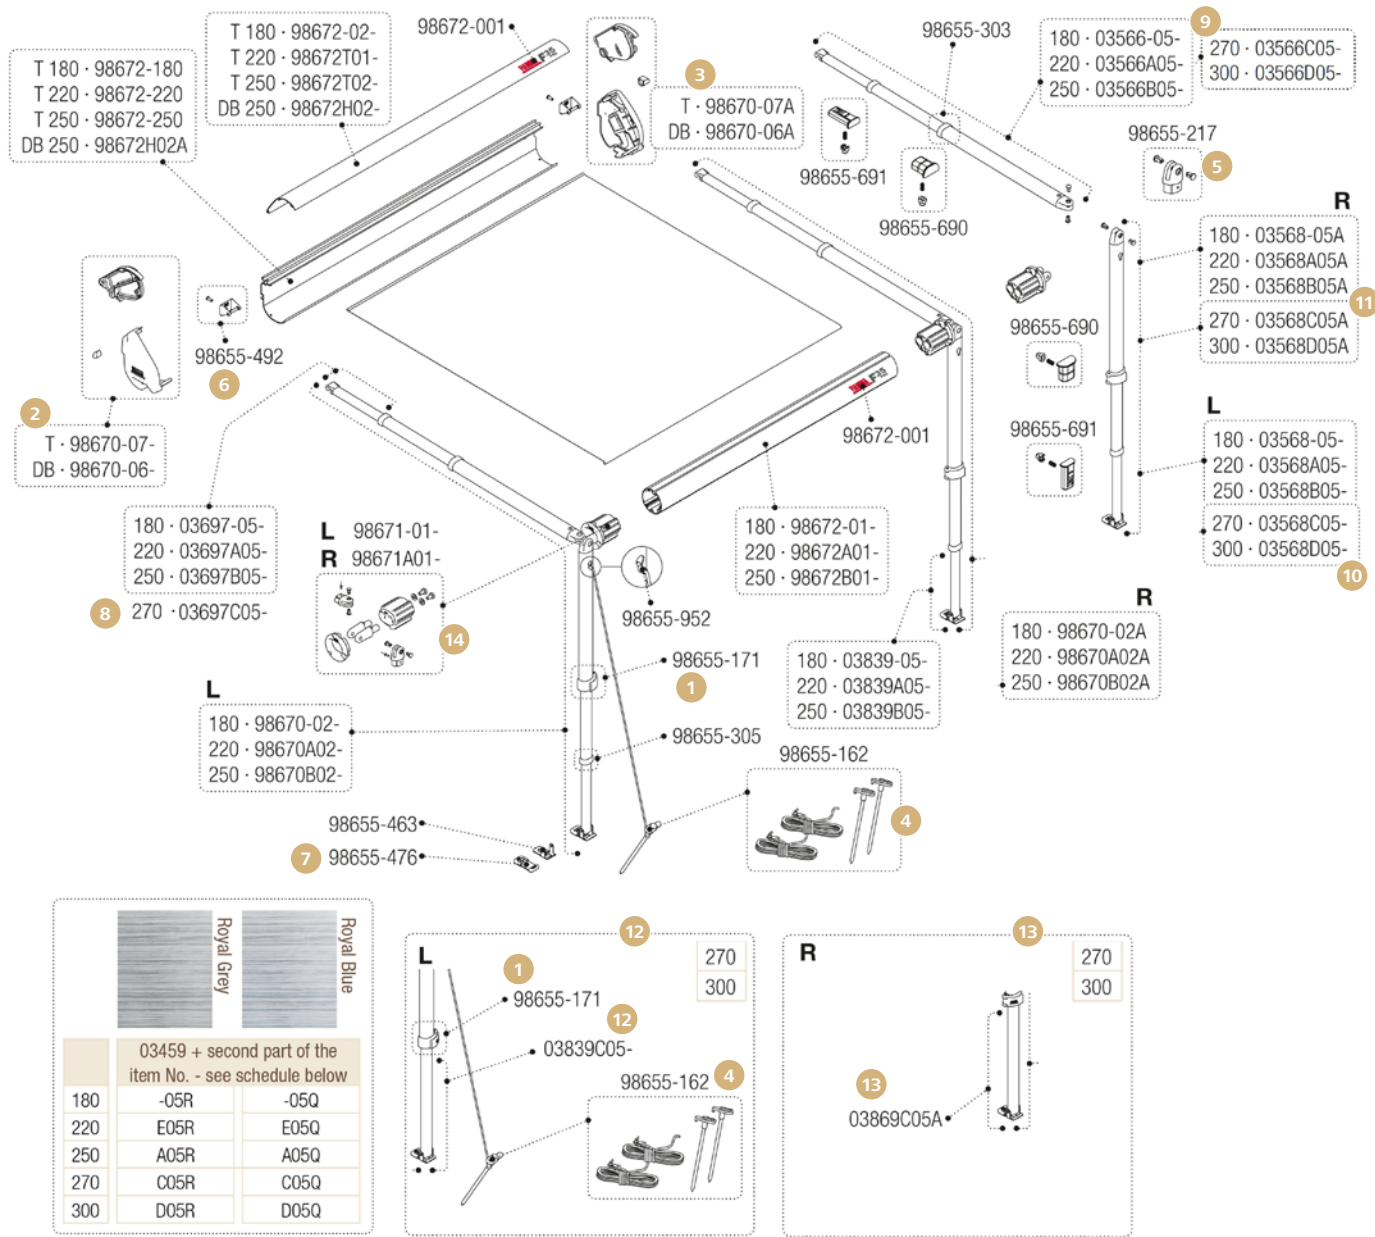 T 180 · 98672-180
T 220 · 98672-220
T 250 · 98672-250
DB 250 · 98672H02A
T 180 · 98672-02-
T 220 · 98672T01-
T 250 · 98672T02-
DB 250 · 98672H02-
98672-001
F45
3
T · 98670-07A
DB · 98670-06A
98655-303
9
180 · 03566-05-
220 · 03566A05-
250 · 03566B05-
270 · 03566C05-
300 · 03566D05-
98655-691
98655-690
98655-217
5
R
180 · 03568-05A
220 · 03568A05A
250 · 03568B05A
11
270 · 03568C05A
300 · 03568D05A
98655-690
98655-691
L
180 · 03568-05-
220 · 03568A05-
250 · 03568B05-
270 · 03568C05-
300 · 03568D05-
10
98655-492
6
2
T · 98670-07-
DB · 98670-06-
180 · 03697-05-
220 · 03697A05-
250 · 03697B05-
8
270 · 03697C05-
L 98671-01-
R 98671A01-
14
98655-952
98672-001
180 · 98672-01-
220 · 98672A01-
250 · 98672B01-
98655-171
1
98655-305
180 · 03839-05-
220 · 03839A05-
250 · 03839B05-
R
180 · 98670-02A
220 · 98670A02A
250 · 98670B02A
L
180 · 98670-02-
220 · 98670A02-
250 · 98670B02-
98655-162
4
98655-463
7
98655-476
Royal Grey
Royal Blue
03459 + second part of the
item No. - see schedule below
180 -05R -05Q
220 E05R E05Q
250 A05R A05Q
270 C05R C05Q
300 D05R D05Q
12
L
270
300
1
98655-171
12
03839C05-
98655-162
4
13
R
270
300
13
03869C05A